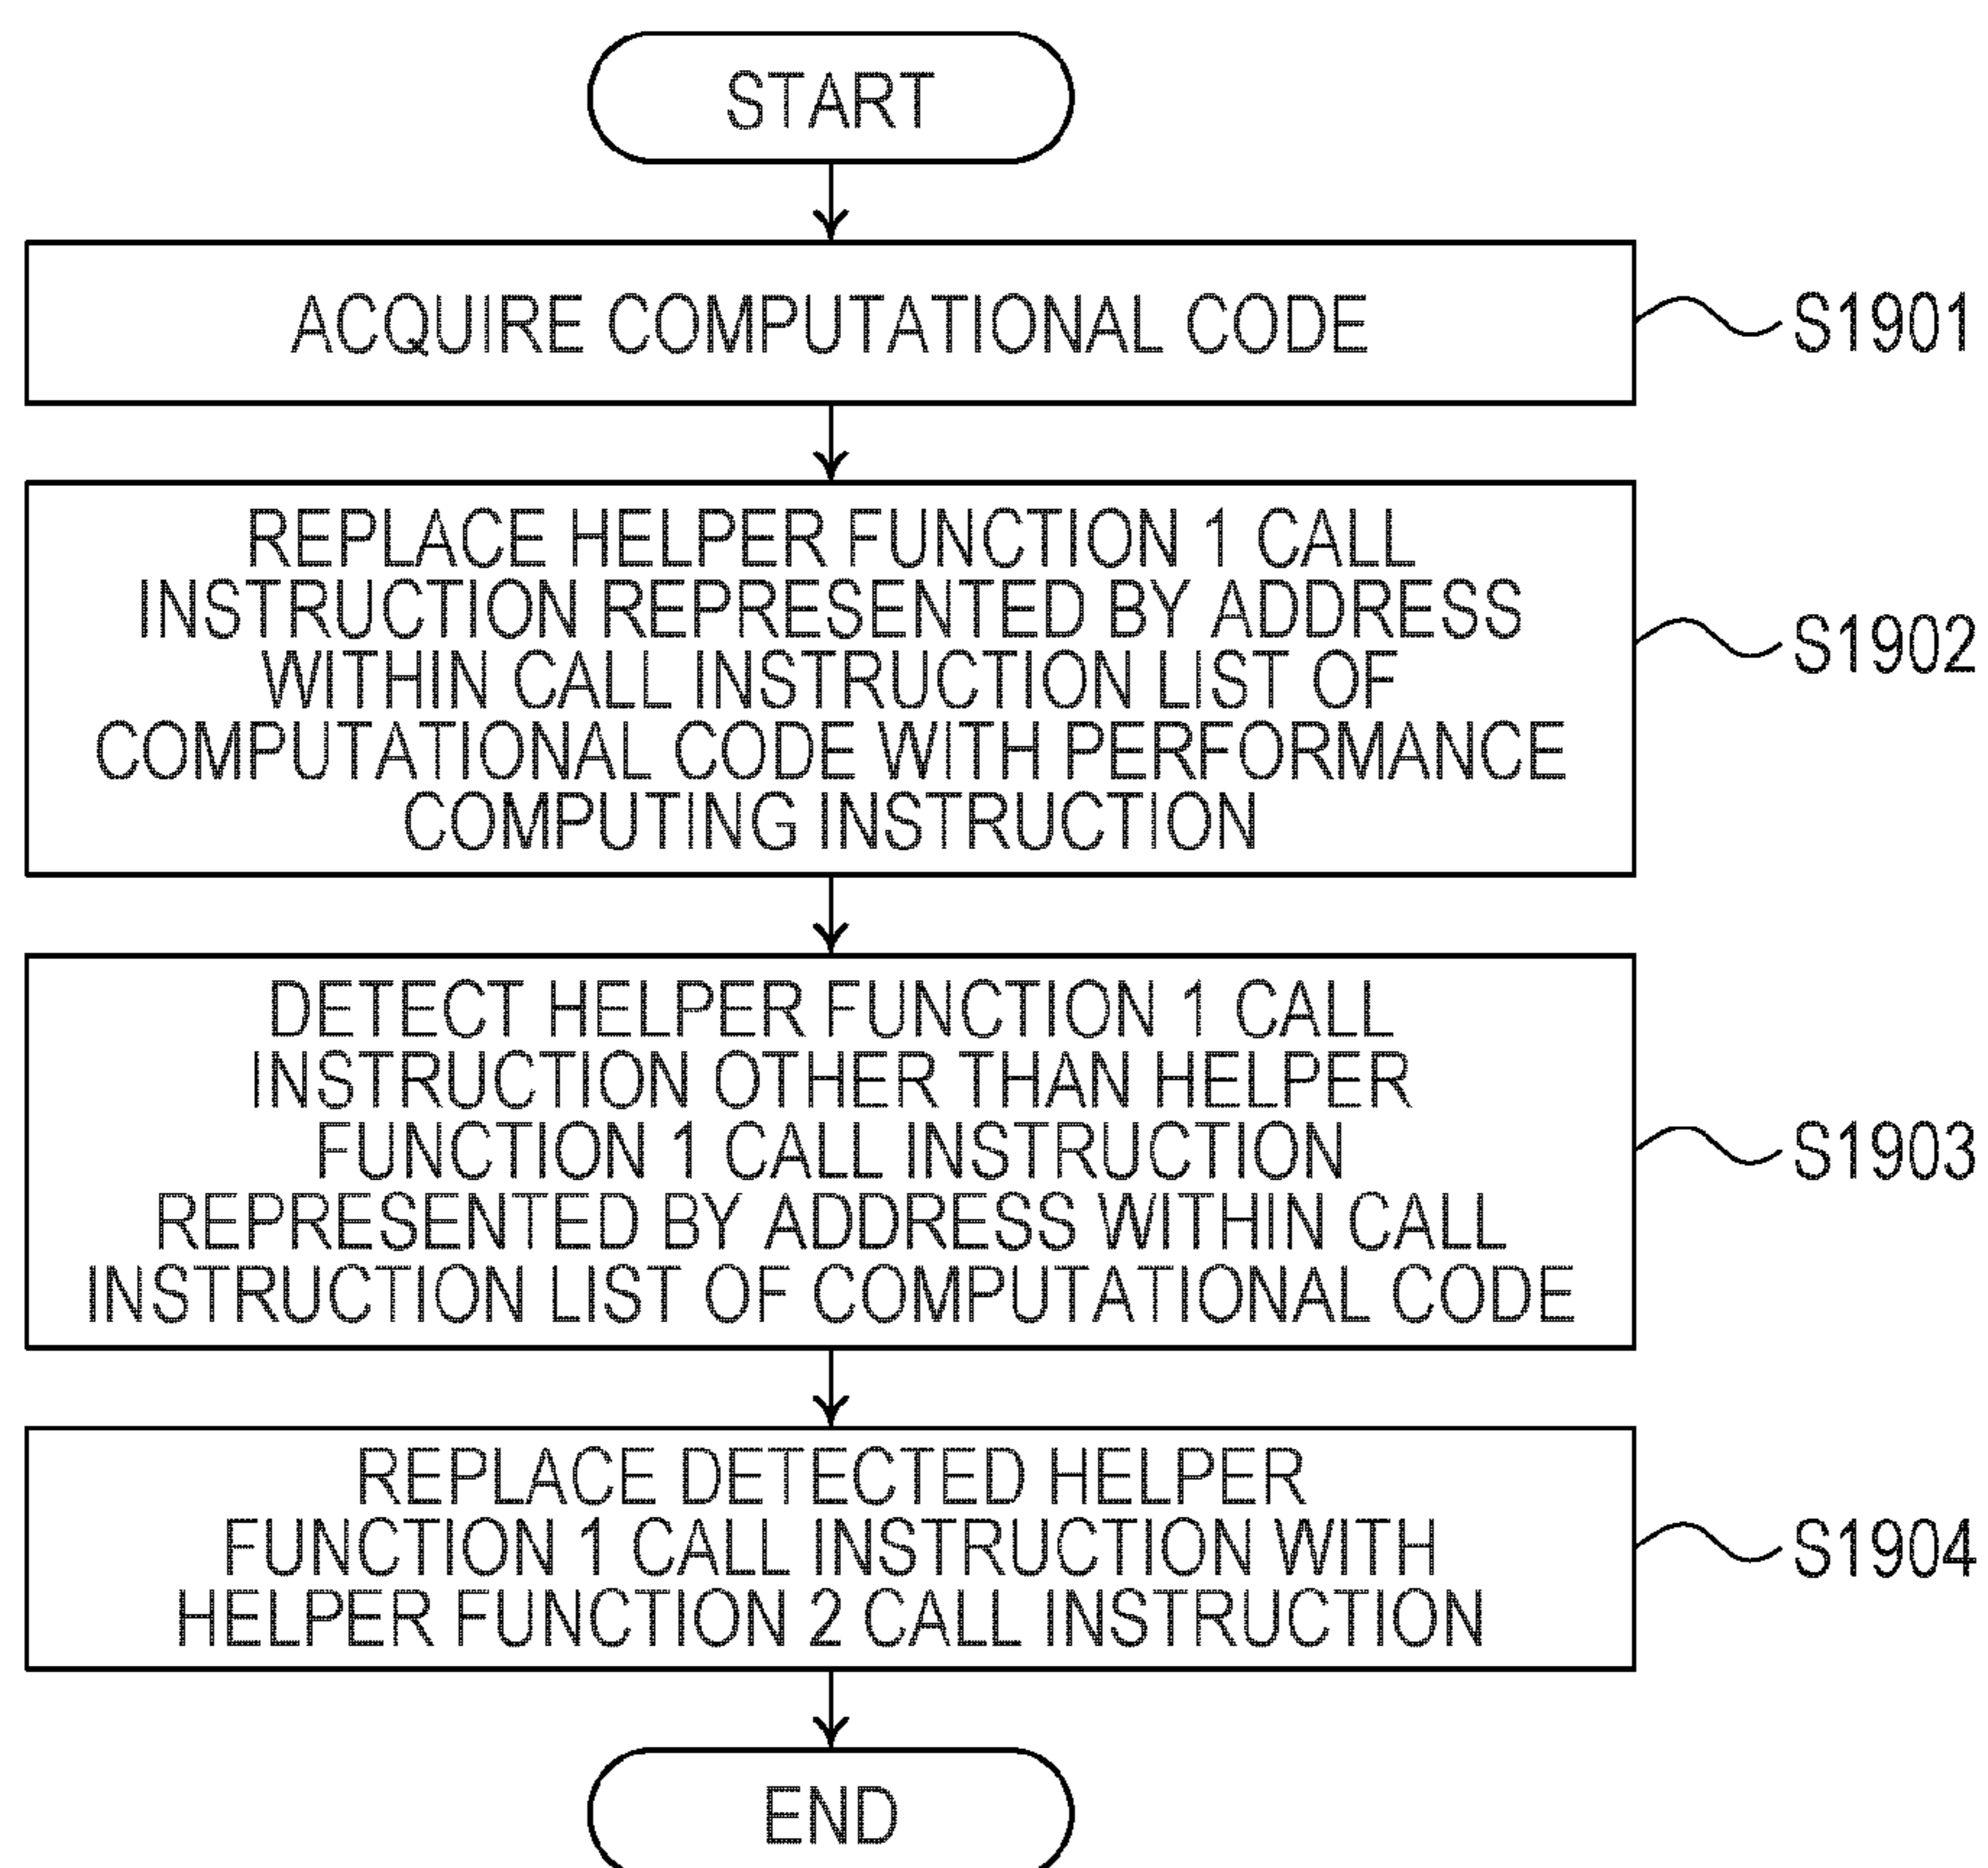 START
ACQUIRE COMPUTATIONAL CODE
S1901
REPLACE HELPER FUNCTION 1 CALL
INSTRUCTION REPRESENTED BY ADDRESS
WITHIN CALL INSTRUCTION LIST OF
COMPUTATIONAL CODE WITH PERFORMANCE
COMPUTING INSTRUCTION
S1902
DETECT HELPER FUNCTION 1 CALL
INSTRUCTION OTHER THAN HELPER
FUNCTION 1 CALL INSTRUCTION
REPRESENTED BY ADDRESS WITHIN CALL
INSTRUCTION LIST OF COMPUTATIONAL CODE
S1903
REPLACE DETECTED HELPER
FUNCTION 1 CALL INSTRUCTION WITH
HELPER FUNCTION 2 CALL INSTRUCTION
S1904
END